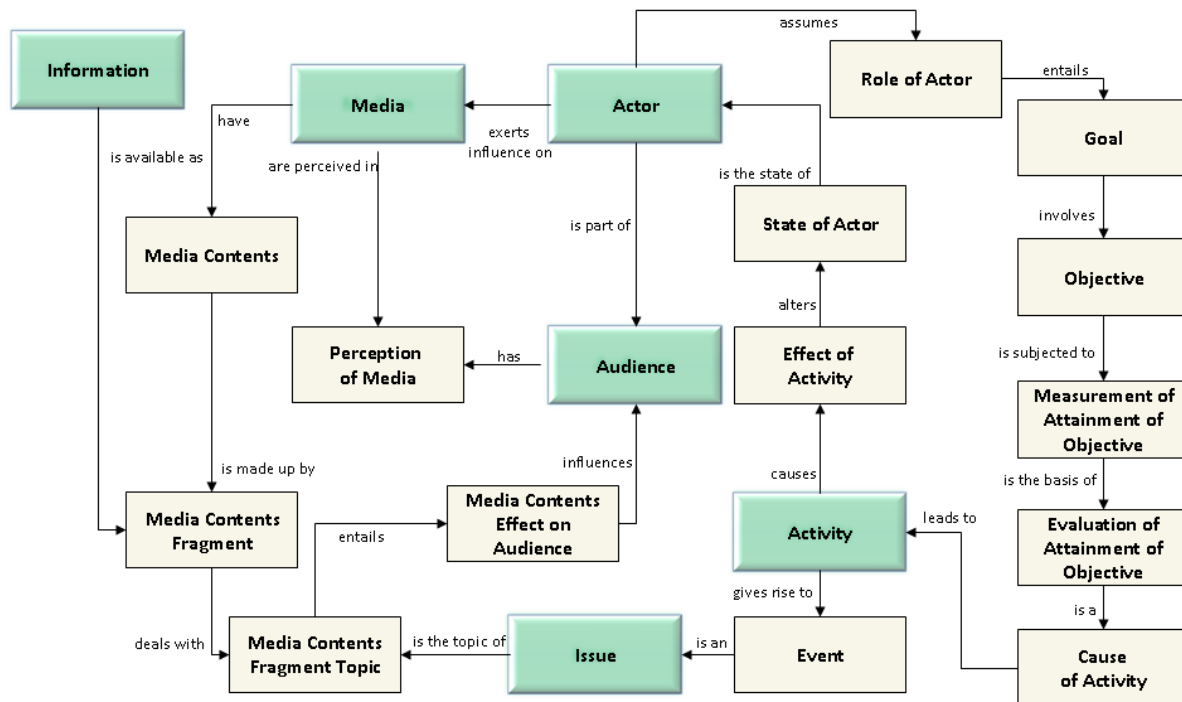 assumes
Information
Media
Actor
Role of Actor
entails
have
exerts
influence on
Goal
is available as
are perceived in
is the state of
involves
Media Contents
is part of
State of Actor
Objective
alters
is subjected to
Perception
of Media
has
Audience
Effect of
Activity
Measurement of
Attainment of
Objective
is made up by
influences
causes
is the basis of
Media Contents
Fragment
entails
Media Contents
Effect on
Audience
Activity
leads to
Evaluation of
Attainment of
Objective
gives rise to
is a
deals with
Media Contents
Fragment Topic
is the topic of
Issue
is an
Event
Cause
of Activity